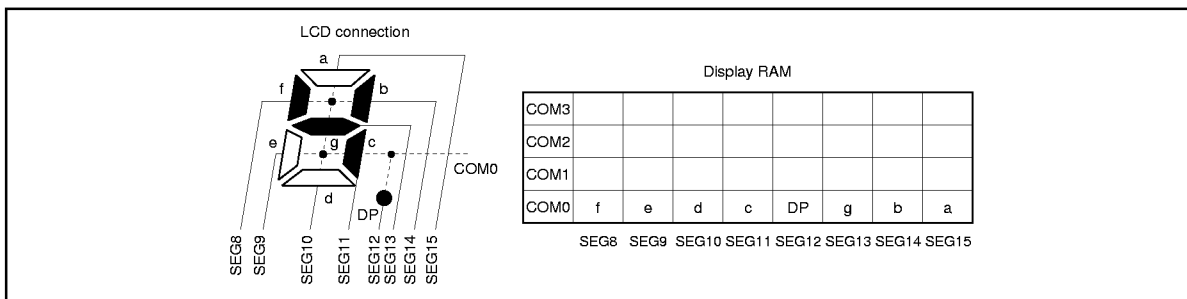 LCD connection
a
f
b
e
g
c
COM0
d
DP
SEG8
SEG9
SEG10
SEG11
SEG12
SEG13
SEG14
SEG15
Display RAM
COM3
COM2
COM1
COM0 f e d c DP g b a
SEG8 SEG9 SEG10 SEG11 SEG12 SEG13 SEG14 SEG15